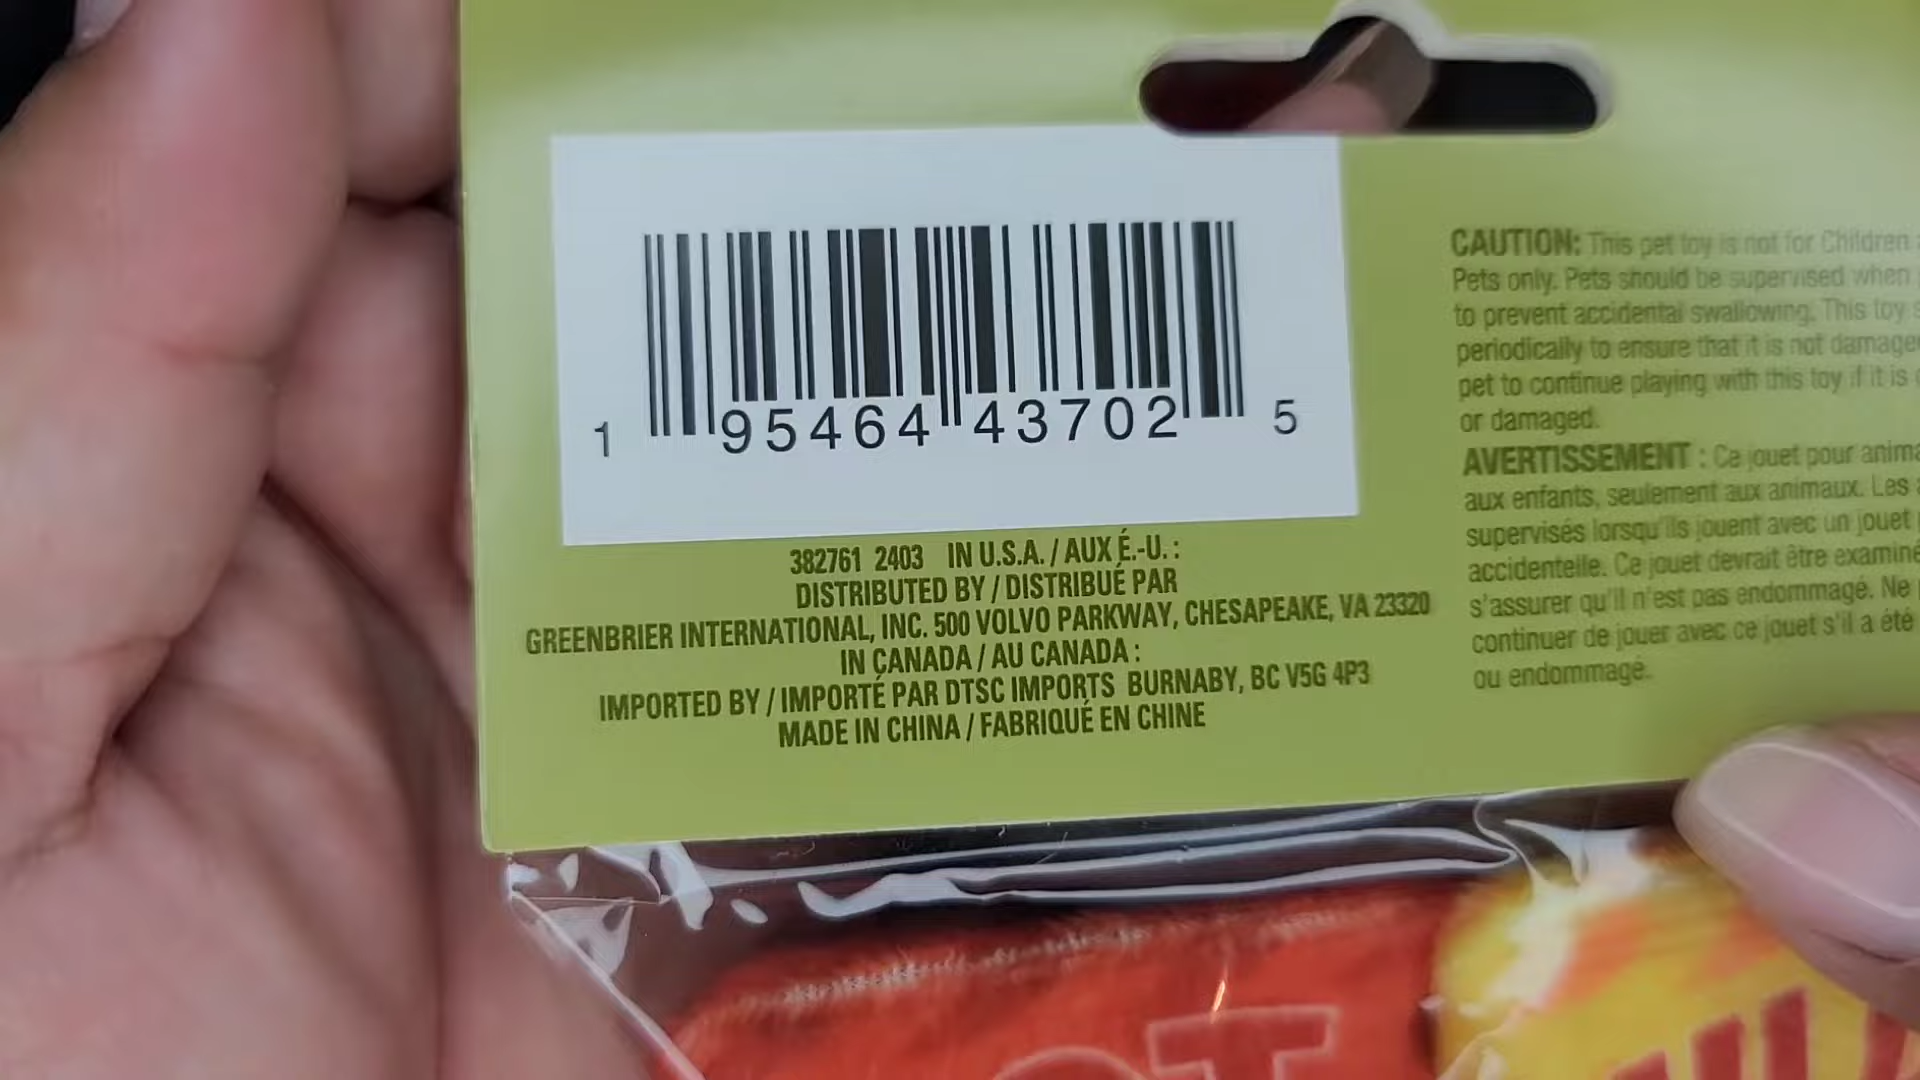 1 95464 43702 5
382761 2403 IN U.S.A. / AUX É.-U. :
DISTRIBUTED BY / DISTRIBUÉ PAR
GREENBRIER INTERNATIONAL, INC. 500 VOLVO PARKWAY, CHESAPEAKE, VA 23320
IN CANADA / AU CANADA :
IMPORTED BY / IMPORTÉ PAR DTSC IMPORTS BURNABY, BC V5G 4P3
MADE IN CHINA / FABRIQUÉ EN CHINE
CAUTION: This pet toy is not for Children
Pets only. Pets should be supervised when
to prevent accidental swallowing. This toy
periodically to ensure that it is not
pet to continue playing with this toy if it is
or damaged.
AVERTISSEMENT : Ce jouet pour
aux enfants, seulement aux animaux. Les
supervisés lorsqu'ils jouent avec un jouet
accidentelle. Ce jouet devrait être
s'assurer qu'il n'est pas endommagé. Ne
continuer de jouer avec ce jouet s'il a été
ou endommagé.